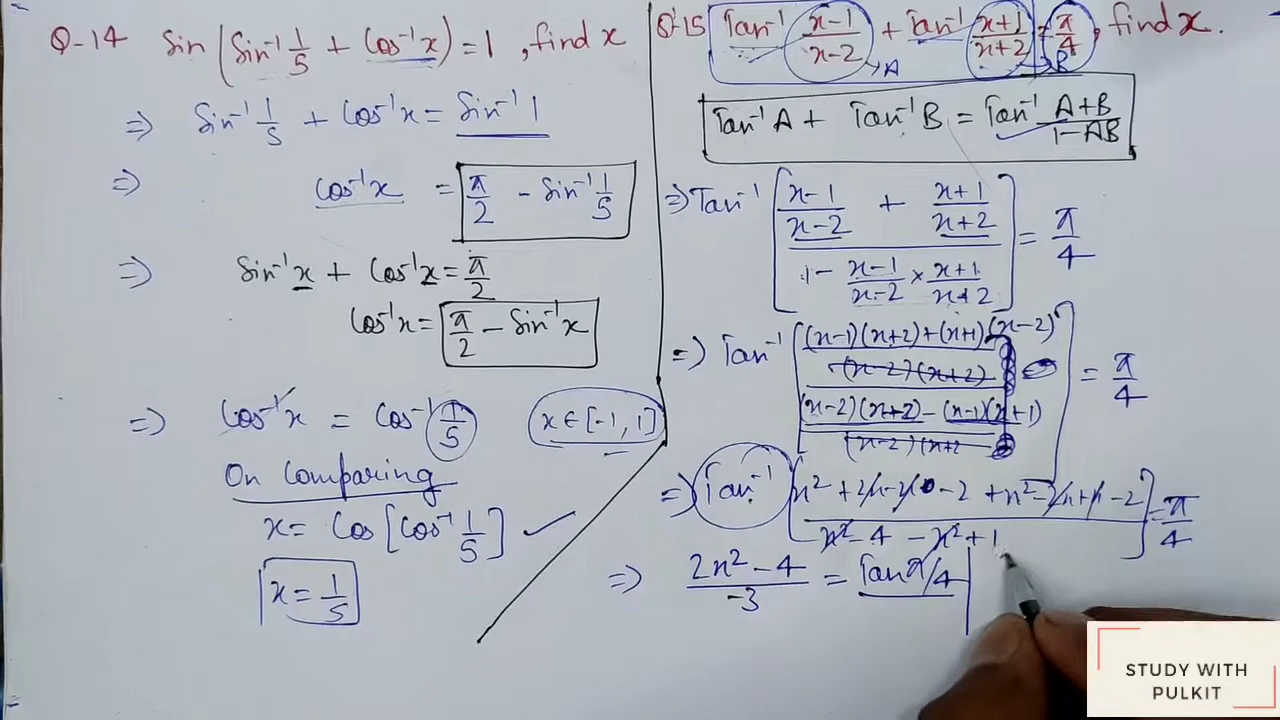 Q-14 Sin(Sin⁻¹ 1/5 + Cos⁻¹x) = 1, find x
⇒ Sin⁻¹ 1/5 + Cos⁻¹x = Sin⁻¹ 1
⇒ Cos⁻¹x = π/2 - Sin⁻¹ 1/5
⇒ Sin⁻¹x + Cos⁻¹x = π/2
Cos⁻¹x = π/2 - Sin⁻¹x
⇒ Cos⁻¹x = Cos⁻¹ 1/5 x ∈ [-1, 1]
On Comparing
x = Cos[Cos⁻¹ 1/5]
x = 1/5
Q-15 Tan⁻¹ (x-1)/(x-2) + Tan⁻¹ (x+1)/(x+2) = π/4, find x.
A B
Tan⁻¹A + Tan⁻¹B = Tan⁻¹ (A+B)/(1-AB)
⇒ Tan⁻¹ [((x-1)/(x-2) + (x+1)/(x+2))/(1 - (x-1)/(x-2) × (x+1)/(x+2))] = π/4
⇒ Tan⁻¹ [((x-1)(x+2)+(x+1)(x-2))/((x-2)(x+2)) / ((x-2)(x+2) - (x-1)(x+1))/((x-2)(x+2)] = π/4
⇒ Tan⁻¹ [(x² + 2x - x - 2 + x² - 2x + x - 2)/(x² - 4 - x² + 1)] = π/4
⇒ (2x² - 4)/-3 = Tan π/4
STUDY WITH
PULKIT